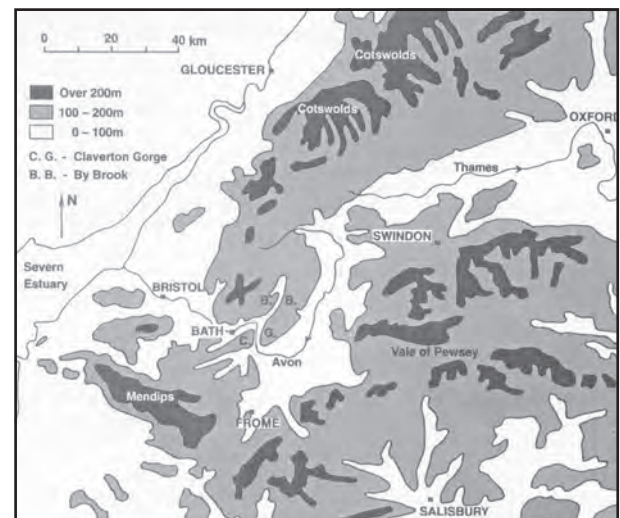 0 20 40 km
GLOUCESTER
Cotswolds
Over 200m
100 – 200m
0 – 100m
Cotswolds
OXFORD
C. G. - Claverton Gorge
B. B. - By Brook
N
Thames
SWINDON
Severn
Estuary
BRISTOL
B. B.
BATH
C. G.
Avon
Vale of Pewsey
Mendips
FROME
SALISBURY